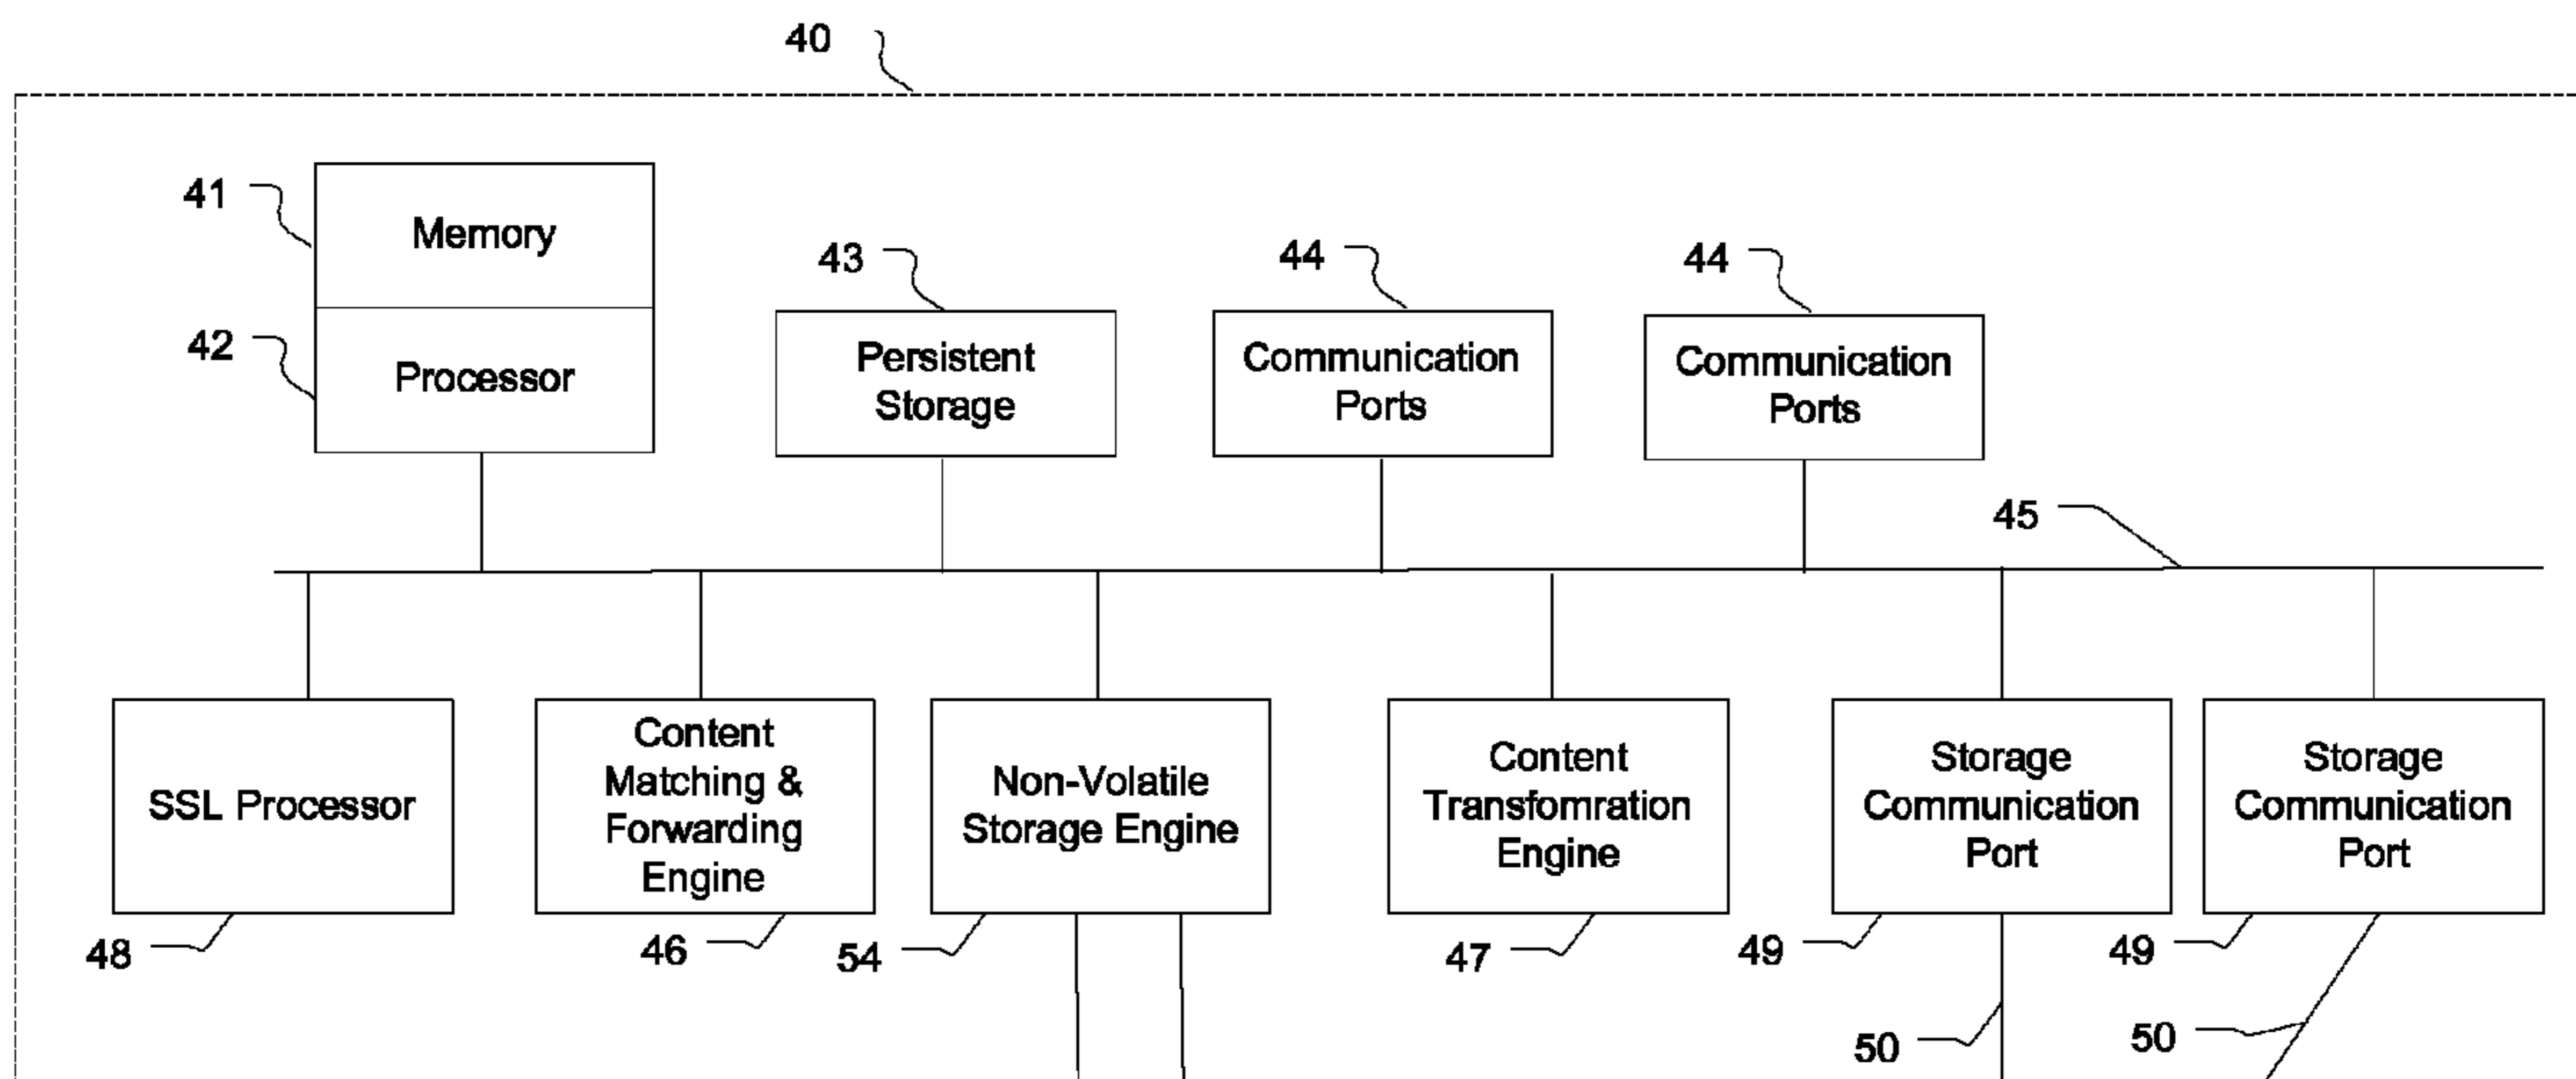 40
41
Memory
43
44
44
42
Processor
Persistent
Storage
Communication
Ports
Communication
Ports
45
SSL Processor
Content
Matching &
Forwarding
Engine
Non-Volatile
Storage Engine
Content
Transfomration
Engine
Storage
Communication
Port
Storage
Communication
Port
48
46
54
47
49
49
50
50